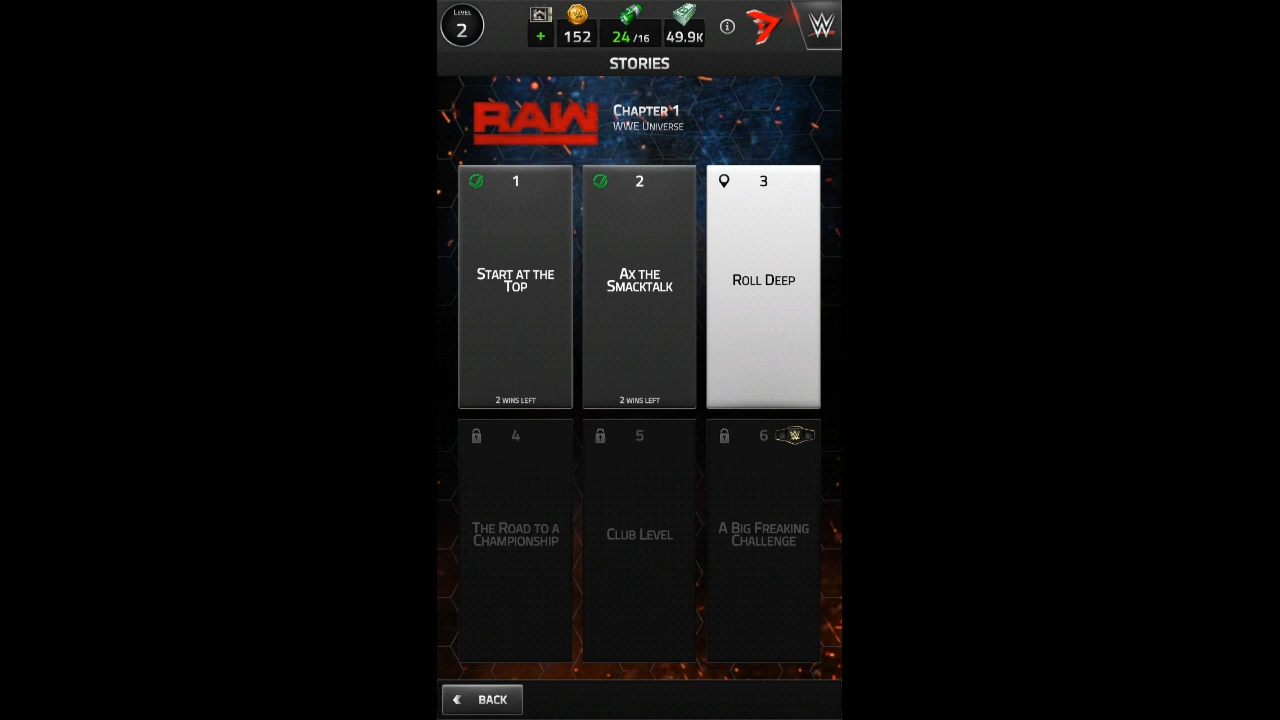 LEVEL
2
+
152
24/16
49.9K
W
STORIES
RAW
CHAPTER 1
WWE UNIVERSE
1
START AT THE
TOP
2 WINS LEFT
2
AX THE
SMACKTALK
2 WINS LEFT
3
ROLL DEEP
4
THE ROAD TO A
CHAMPIONSHIP
5
CLUB LEVEL
6
A BIG FREAKING
CHALLENGE
BACK